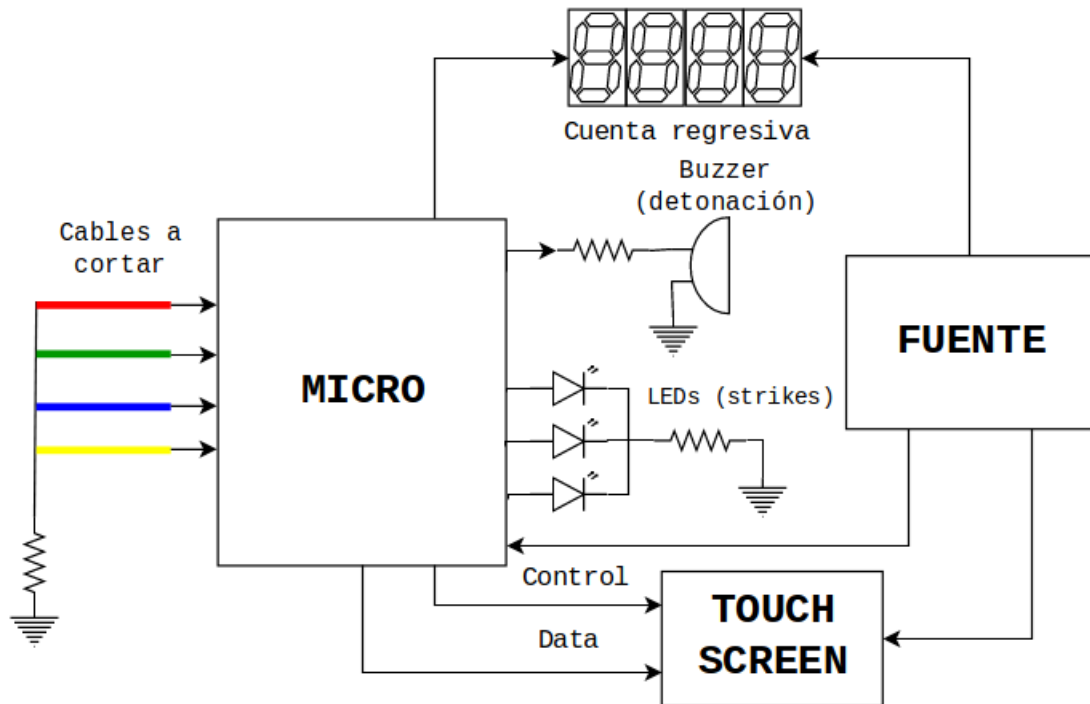 Cuenta regresiva
Buzzer
(detonación)
Cables a
cortar
MICRO
FUENTE
LEDs (strikes)
Control
Data
TOUCH
SCREEN